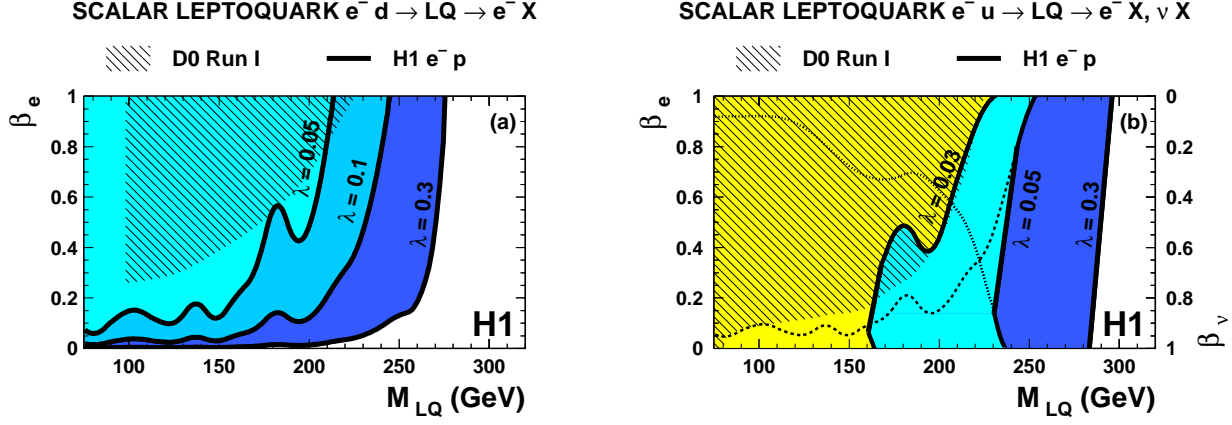 SCALAR LEPTOQUARK e⁻ d → LQ → e⁻ X
D0 Run I
H1 e⁻ p
β_e
1
0.8
0.6
0.4
0.2
0
(a)
λ = 0.05
λ = 0.1
λ = 0.3
H1
100 150 200 250 300
M_LQ (GeV)
SCALAR LEPTOQUARK e⁻ u → LQ → e⁻ X, ν X
D0 Run I
H1 e⁻ p
β_e
1
0.8
0.6
0.4
0.2
0
(b)
λ = 0.03
λ = 0.05
λ = 0.3
H1
0
0.2
0.4
0.6
0.8
1
β_ν
100 150 200 250 300
M_LQ (GeV)